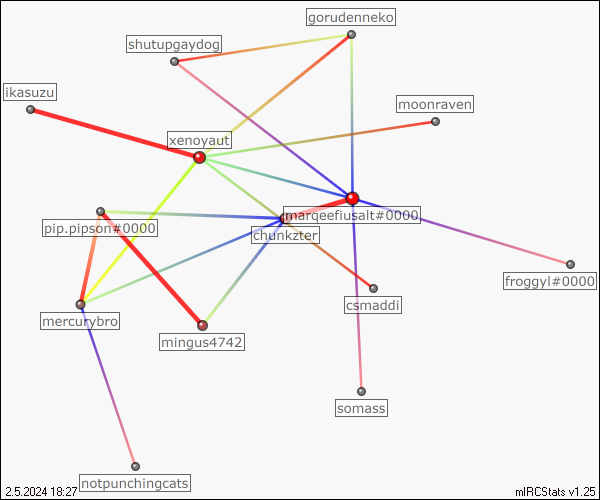 gorudenneko
shutupgaydog
ikasuzu
moonraven
xenoyaut
marqeefiusalt#0000
pip.pipson#0000
chunkzter
froggyl#0000
csmaddi
mercurybro
mingus4742
somass
notpunchingcats
2.5.2024 18:27
mIRCStats v1.25